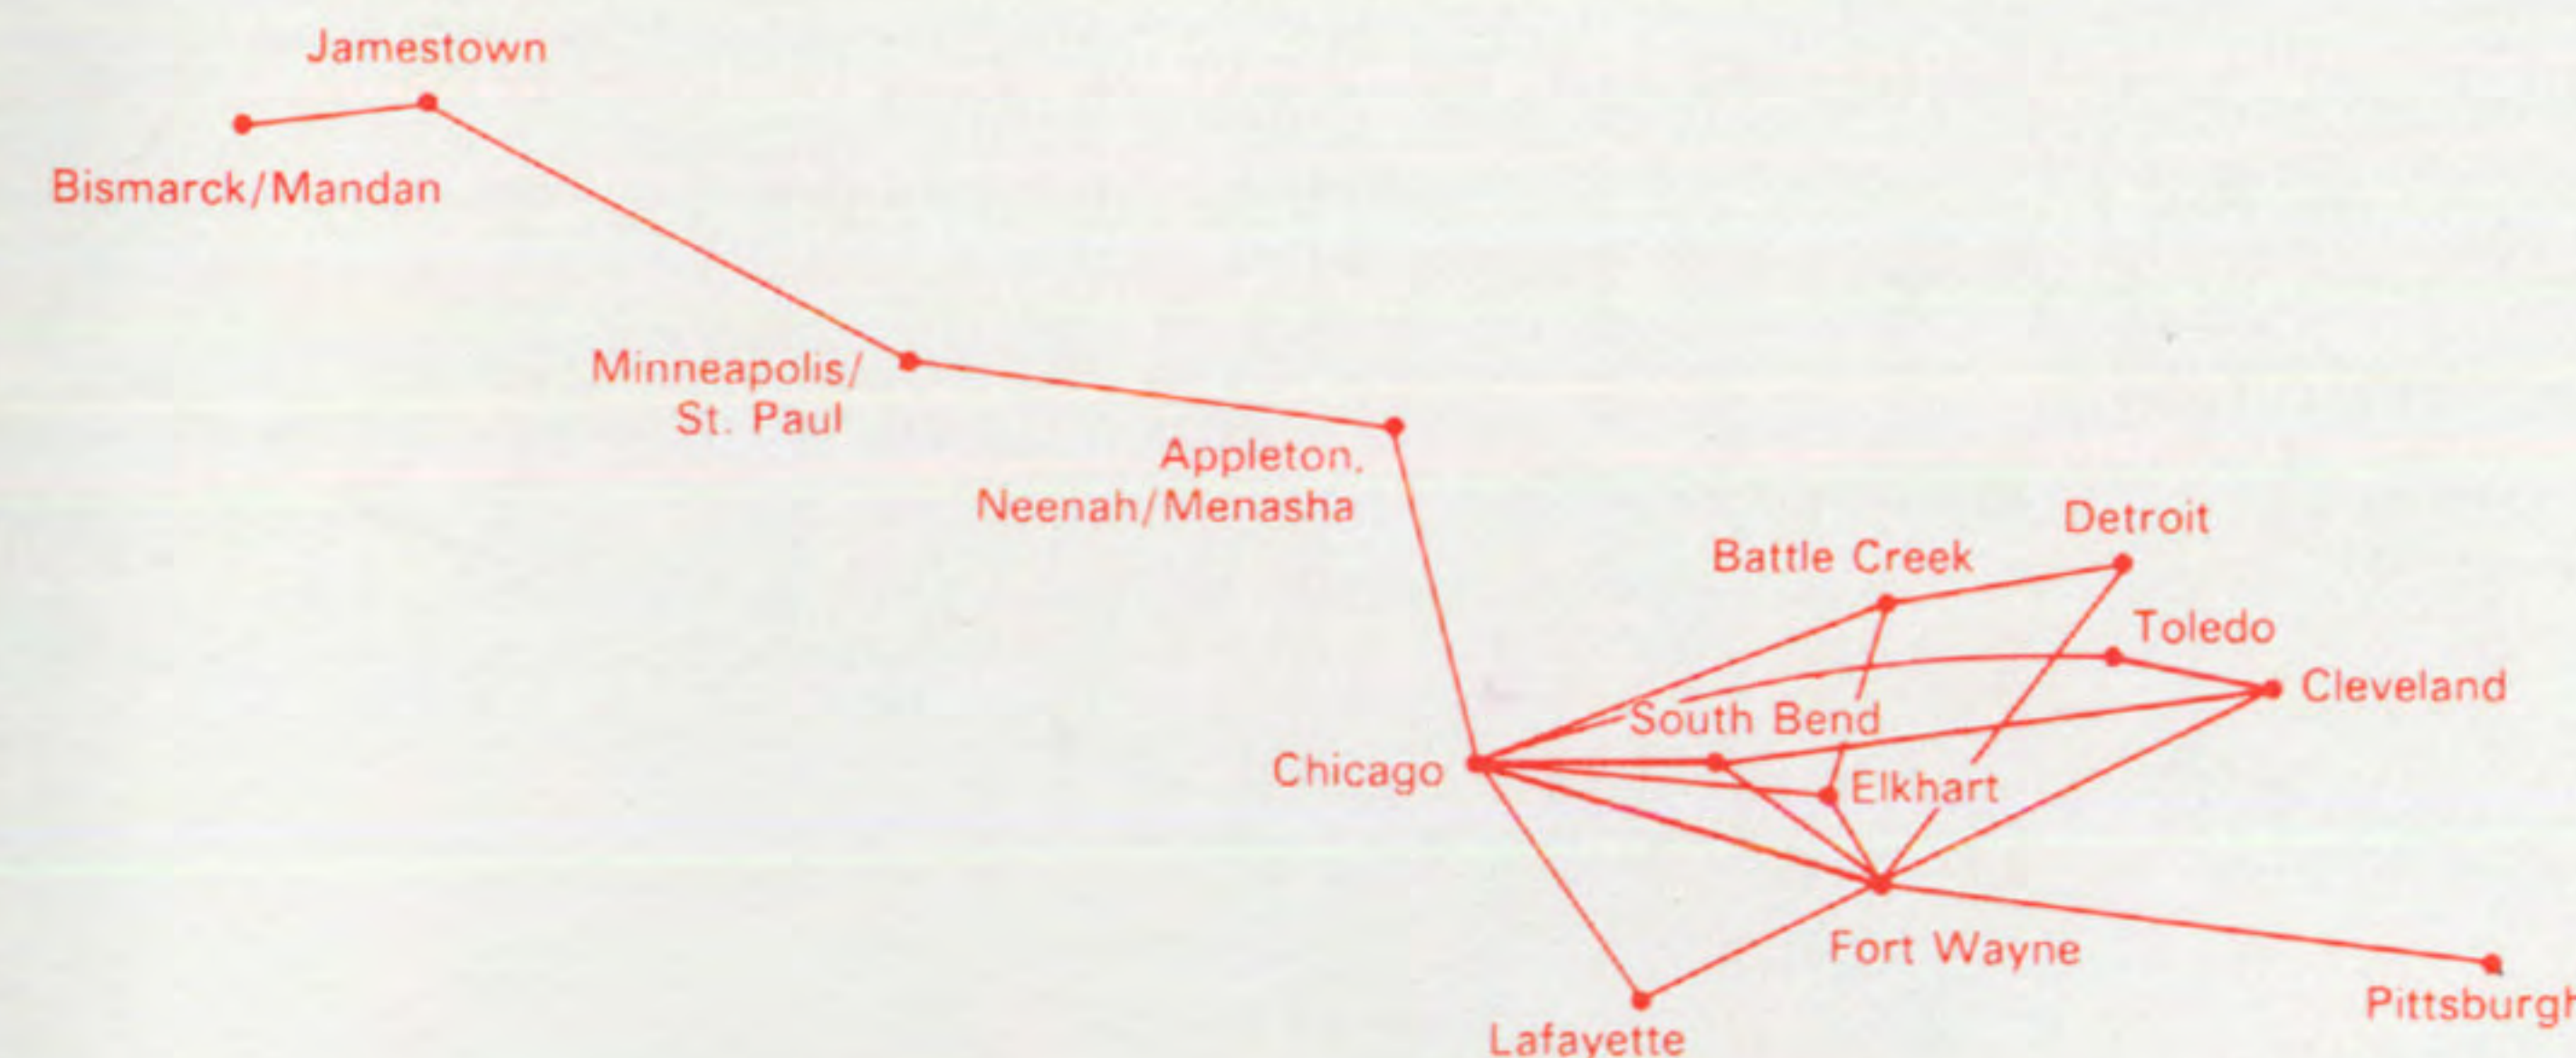 Jamestown
Bismarck/Mandan
Minneapolis/
St. Paul
Appleton,
Neenah/Menasha
Detroit
Battle Creek
Toledo
Cleveland
South Bend
Chicago
Elkhart
Fort Wayne
Pittsburgh
Lafayette